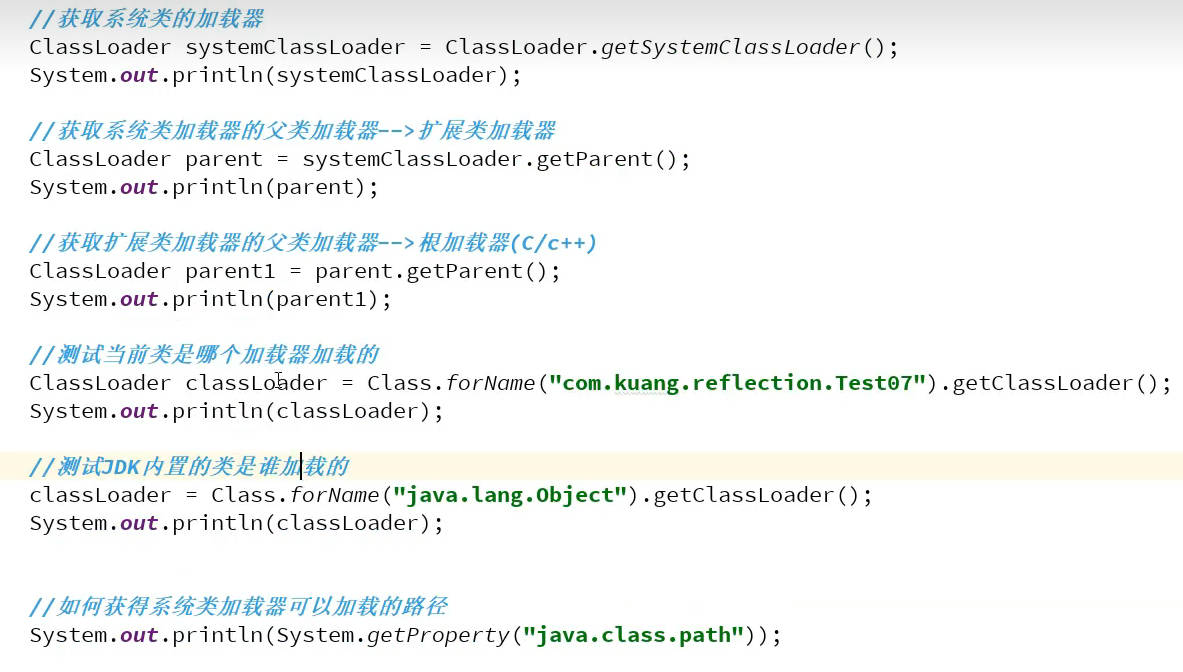 //获取系统类的加载器
ClassLoader systemClassLoader = ClassLoader.getSystemClassLoader();
System.out.println(systemClassLoader);
//获取系统类加载器的父类加载器-->扩展类加载器
ClassLoader parent = systemClassLoader.getParent();
System.out.println(parent);
//获取扩展类加载器的父类加载器-->根加载器(C/c++)
ClassLoader parent1 = parent.getParent();
System.out.println(parent1);
//测试当前类是哪个加载器加载的
ClassLoader classLoader = Class.forName("com.kuang.reflection.Test07").getClassLoader();
System.out.println(classLoader);
//测试JDK内置的类是谁加载的
classLoader = Class.forName("java.lang.Object").getClassLoader();
System.out.println(classLoader);
//如何获得系统类加载器可以加载的路径
System.out.println(System.getProperty("java.class.path"));